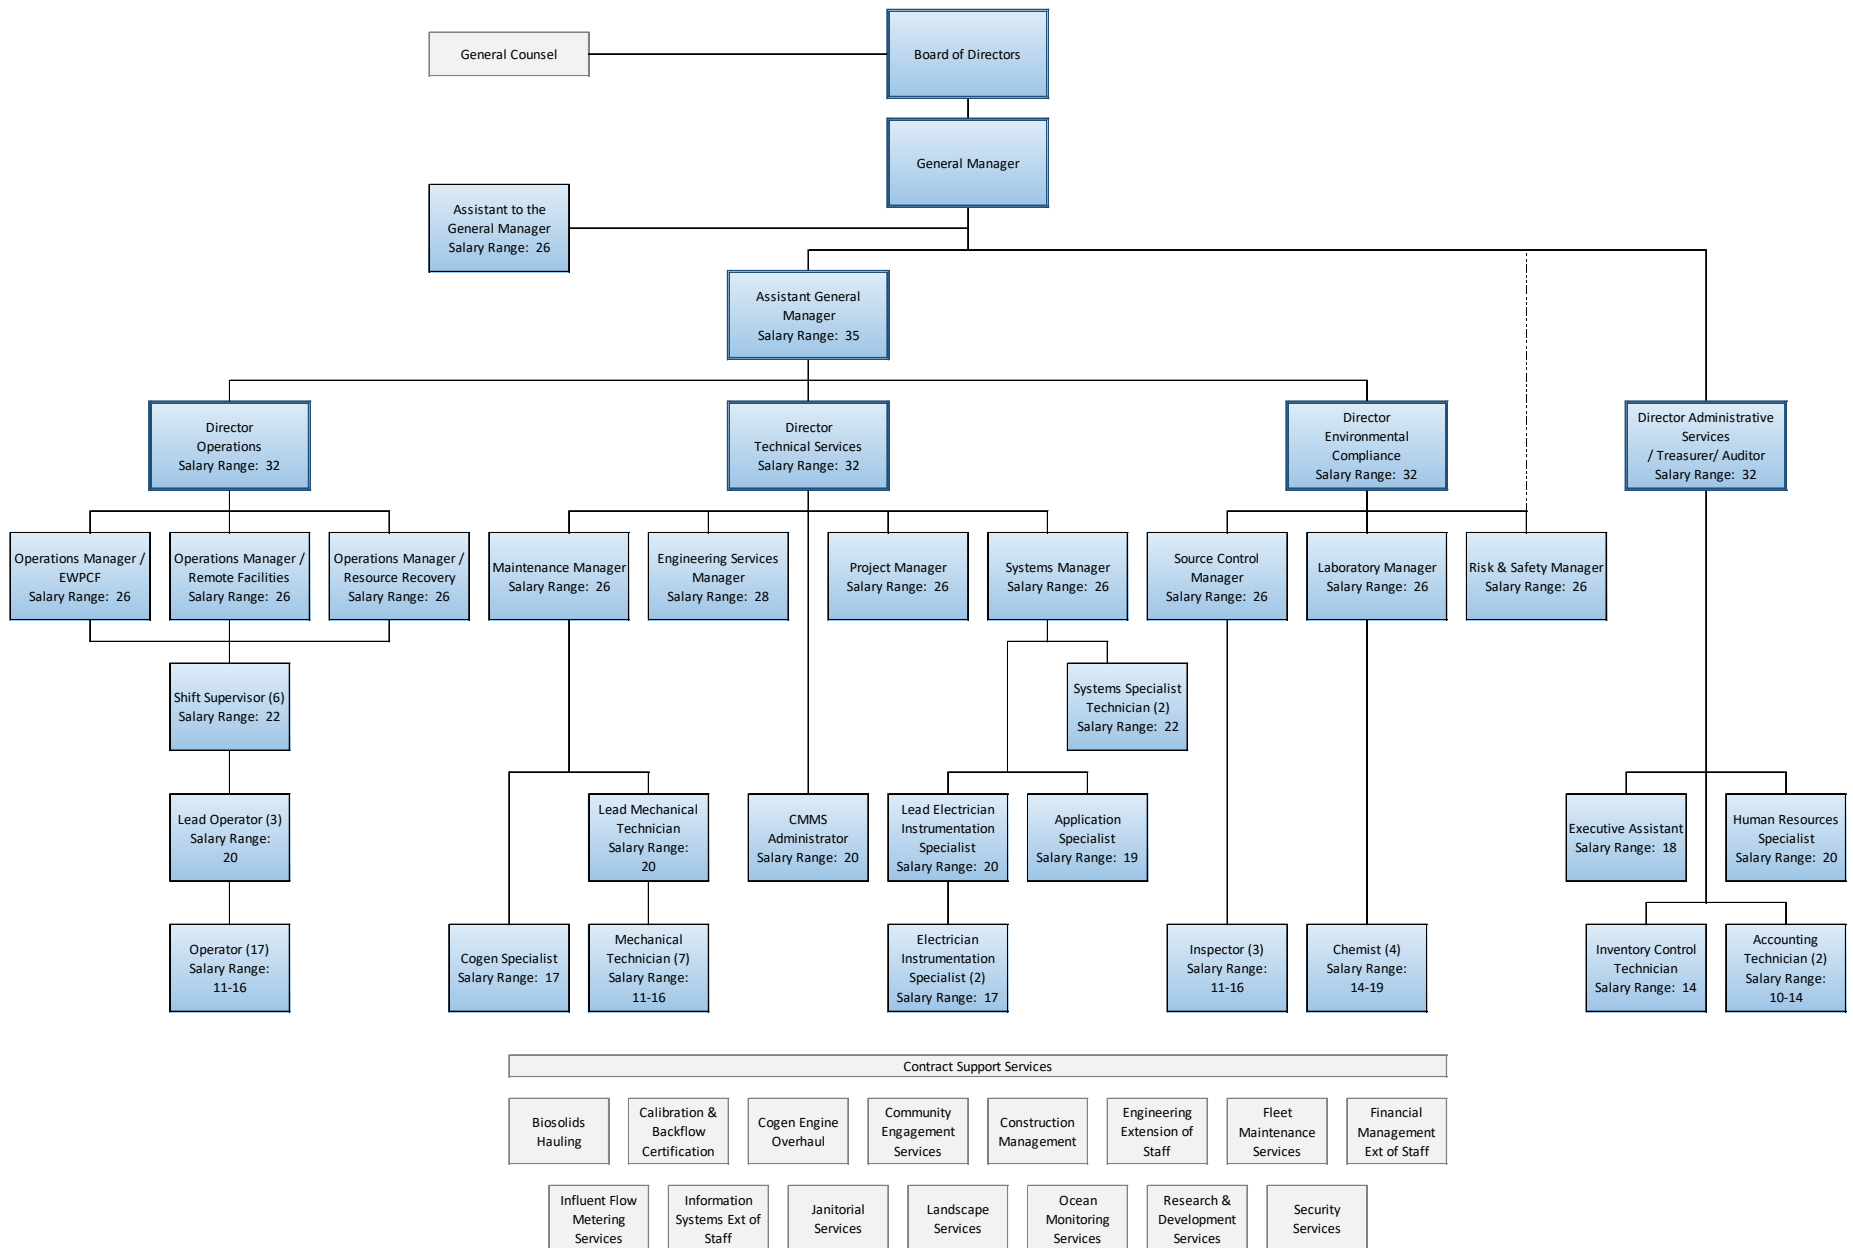 General Counsel
Board of Directors
General Manager
Assistant to the
General Manager
Salary Range:  26
Assistant General
Manager
Salary Range:  35
Director
Operations
Salary Range:  32
Director
Technical Services
Salary Range:  32
Director
Environmental
Compliance
Salary Range:  32
Director Administrative
Services
/ Treasurer/ Auditor
Salary Range:  32
Operations Manager /
EWPCF
Salary Range:  26
Operations Manager /
Remote Facilities
Salary Range:  26
Operations Manager /
Resource Recovery
Salary Range:  26
Maintenance Manager
Salary Range:  26
Engineering Services
Manager
Salary Range:  28
Project Manager
Salary Range:  26
Systems Manager
Salary Range:  26
Source Control
Manager
Salary Range:  26
Laboratory Manager
Salary Range:  26
Risk & Safety Manager
Salary Range:  26
Shift Supervisor (6)
Salary Range:  22
Systems Specialist
Technician (2)
Salary Range:  22
Lead Operator (3)
Salary Range:
20
Lead Mechanical
Technician
Salary Range:
20
CMMS
Administrator
Salary Range:  20
Lead Electrician
Instrumentation
Specialist
Salary Range:  20
Application
Specialist
Salary Range:  19
Executive Assistant
Salary Range:  18
Human Resources
Specialist
Salary Range:  20
Operator (17)
Salary Range:
11-16
Cogen Specialist
Salary Range:  17
Mechanical
Technician (7)
Salary Range:
11-16
Electrician
Instrumentation
Specialist (2)
Salary Range:  17
Inspector (3)
Salary Range:
11-16
Chemist (4)
Salary Range:
14-19
Inventory Control
Technician
Salary Range:  14
Accounting
Technician (2)
Salary Range:
10-14
Contract Support Services
Biosolids
Hauling
Calibration &
Backflow
Certification
Cogen Engine
Overhaul
Community
Engagement
Services
Construction
Management
Engineering
Extension of
Staff
Fleet
Maintenance
Services
Financial
Management
Ext of Staff
Influent Flow
Metering
Services
Information
Systems Ext of
Staff
Janitorial
Services
Landscape
Services
Ocean
Monitoring
Services
Research &
Development
Services
Security
Services